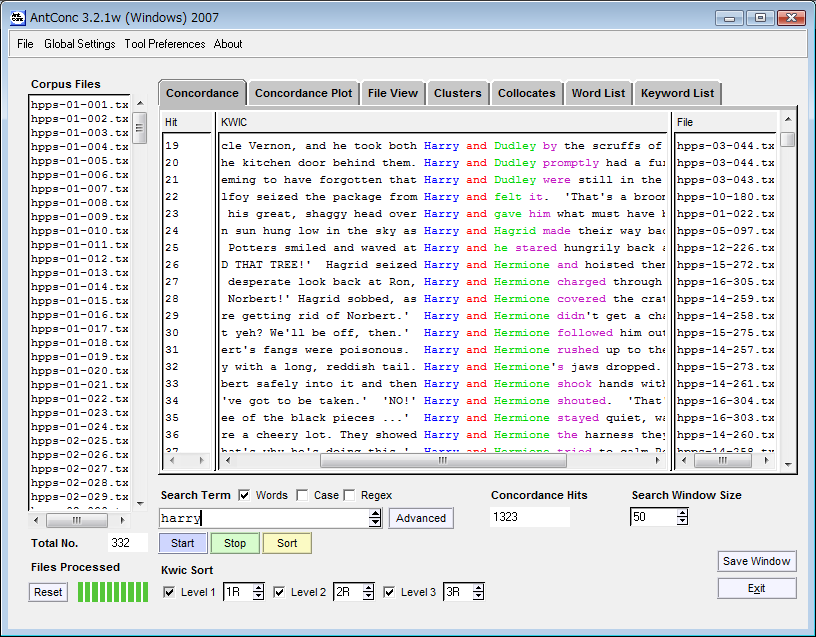 AntConc 3.2.1w (Windows) 2007
File Global Settings Tool Preferences About
Corpus Files
hpps-01-001.tx
hpps-01-002.tx
hpps-01-003.tx
hpps-01-004.tx
hpps-01-005.tx
hpps-01-006.tx
hpps-01-007.tx
hpps-01-008.tx
hpps-01-009.tx
hpps-01-010.tx
hpps-01-011.tx
hpps-01-012.tx
hpps-01-013.tx
hpps-01-014.tx
hpps-01-015.tx
hpps-01-016.tx
hpps-01-017.tx
hpps-01-018.tx
hpps-01-019.tx
hpps-01-020.tx
hpps-01-021.tx
hpps-01-022.tx
hpps-01-023.tx
hpps-02-024.tx
hpps-02-025.tx
hpps-02-026.tx
hpps-02-027.tx
hpps-02-028.tx
hpps-02-029.tx
Total No. 332
Files Processed
Reset
Concordance Concordance Plot File View Clusters Collocates Word List Keyword List
Hit KWIC File
19 cle Vernon, and he took both Harry and Dudley by the scruffs of hpps-03-044.tx
20 he kitchen door behind them. Harry and Dudley promptly had a fur hpps-03-044.tx
21 eming to have forgotten that Harry and Dudley were still in the hpps-03-043.tx
22 lfoy seized the package from Harry and felt it. 'That's a broom hpps-10-180.tx
23 his great, shaggy head over Harry and gave him what must have b hpps-01-022.tx
24 n sun hung low in the sky as Harry and Hagrid made their way bac hpps-05-097.tx
25 Potters smiled and waved at Harry and he stared hungrily back a hpps-12-226.tx
26 D THAT TREE!' Hagrid seized Harry and Hermione and hoisted them hpps-15-272.tx
27 desperate look back at Ron, Harry and Hermione charged through hpps-16-305.tx
28 Norbert!' Hagrid sobbed, as Harry and Hermione covered the crat hpps-14-259.tx
29 re getting rid of Norbert.' Harry and Hermione didn't get a cha hpps-14-258.tx
30 t yeh? We'll be off, then.' Harry and Hermione followed him out hpps-15-275.tx
31 ert's fangs were poisonous. Harry and Hermione rushed up to the hpps-14-257.tx
32 y with a long, reddish tail. Harry and Hermione's jaws dropped. hpps-15-273.tx
33 bert safely into it and then Harry and Hermione shook hands with hpps-14-261.tx
34 've got to be taken.' 'NO!' Harry and Hermione shouted. 'That' hpps-16-304.tx
35 ee of the black pieces ...' Harry and Hermione stayed quiet, wa hpps-16-303.tx
36 re a cheery lot. They showed Harry and Hermione the harness they hpps-14-260.tx
37 hat's why he's doing this.' Harry and Hermione tried to calm Ro hpps-14-258.tx
Search Term Words Case Regex Concordance Hits Search Window Size
harry Advanced 1323 50
Start Stop Sort
Kwic Sort
Level 1 1R Level 2 2R Level 3 3R
Save Window
Exit